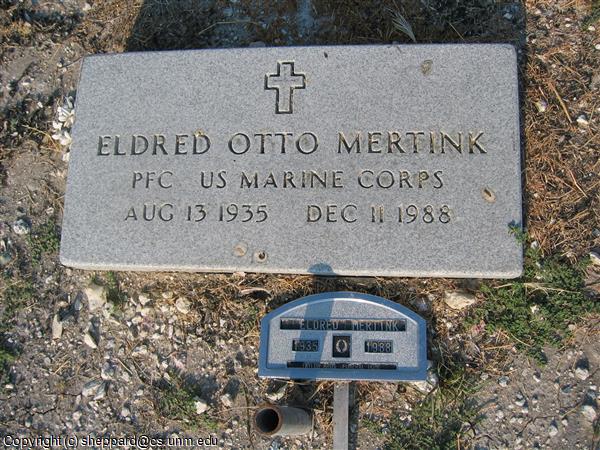 ELDRED OTTO MERTINK
PFC US MARINE CORPS
AUG 13 1935 DEC 11 1988
ELDRED MERTINK
1935 1988
Copyright (c) sheppard@cs.unm.edu